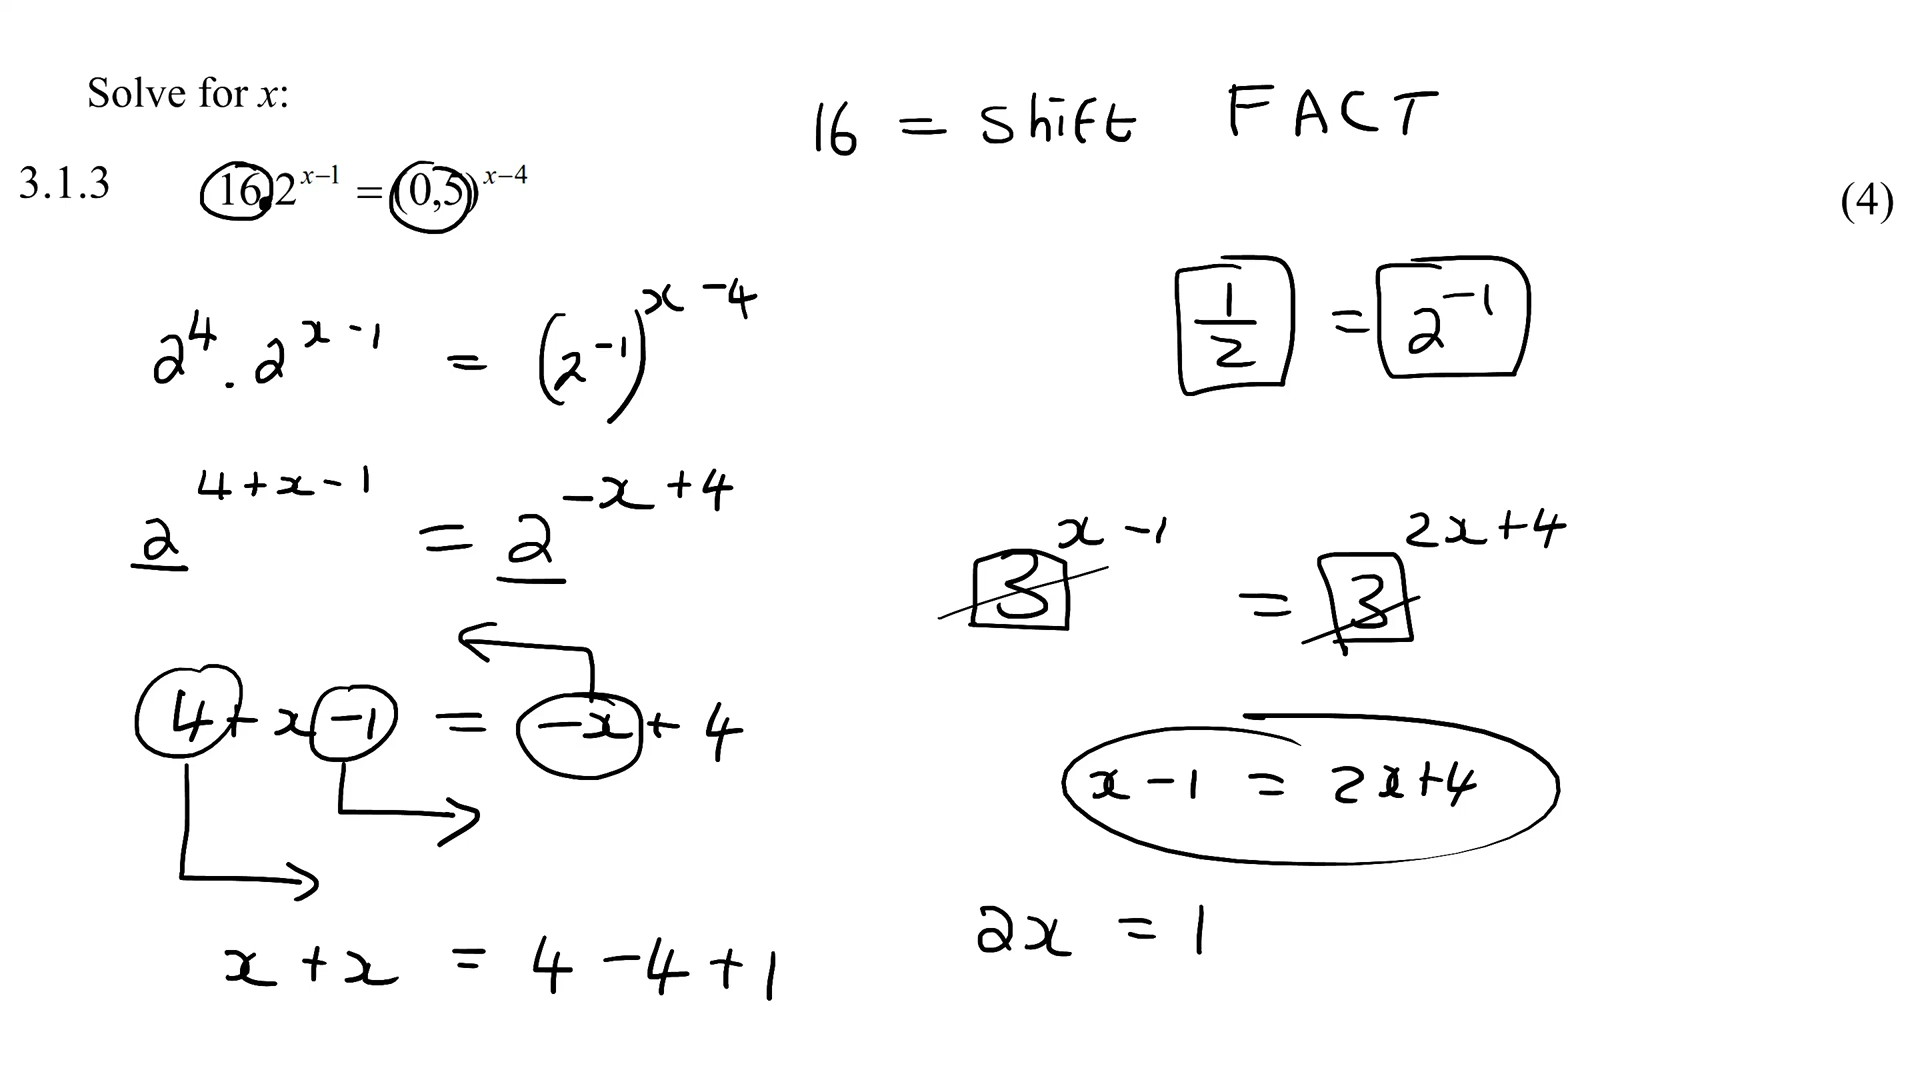 Solve for x:
16 = shift FACT
3.1.3 16.2^{x-1} = (0,5)^{x-4} (4)
1/2 = 2^{-1}
2^4 . 2^{x-1} = (2^{-1})^{x-4}
2^{4+x-1} = 2^{-x+4}
3^{x-1} = 3^{2x+4}
4+x-1 = -x+4
x-1 = 2x+4
x+x = 4-4+1
2x = 1